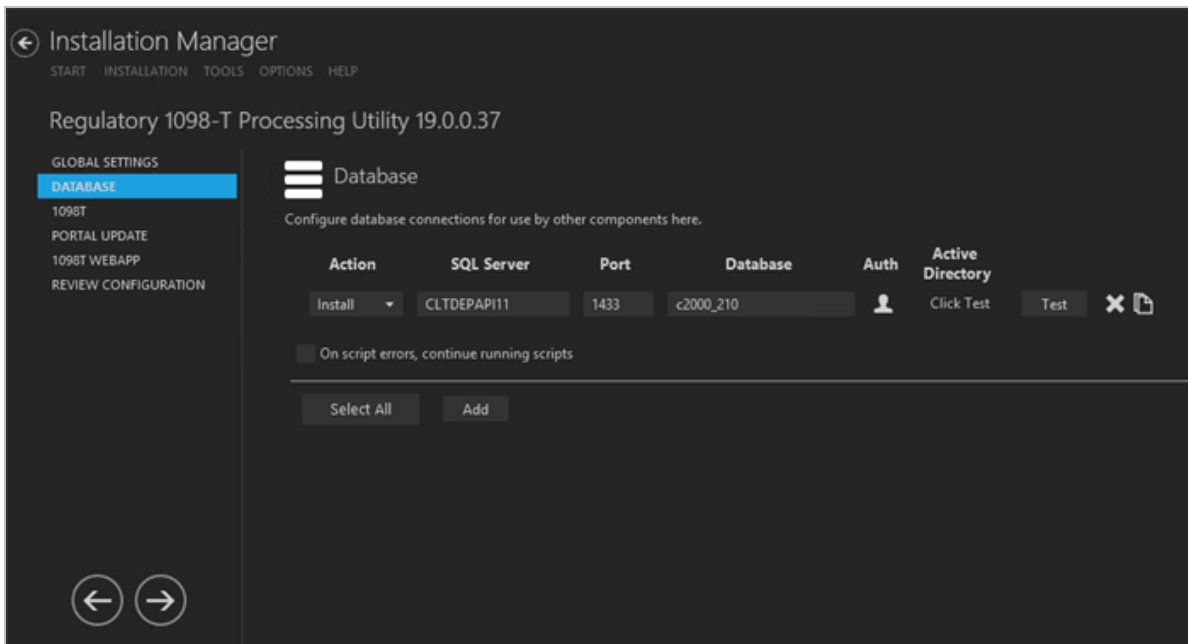 Installation Manager
START INSTALLATION TOOLS OPTIONS HELP
Regulatory 1098-T Processing Utility 19.0.0.37
GLOBAL SETTINGS
DATABASE
1098T
PORTAL UPDATE
1098T WEBAPP
REVIEW CONFIGURATION
Database
Configure database connections for use by other components here.
Action SQL Server Port Database Auth Active Directory
Install CLTDEPAPI11 1433 c2000_210 Click Test Test
On script errors, continue running scripts
Select All Add